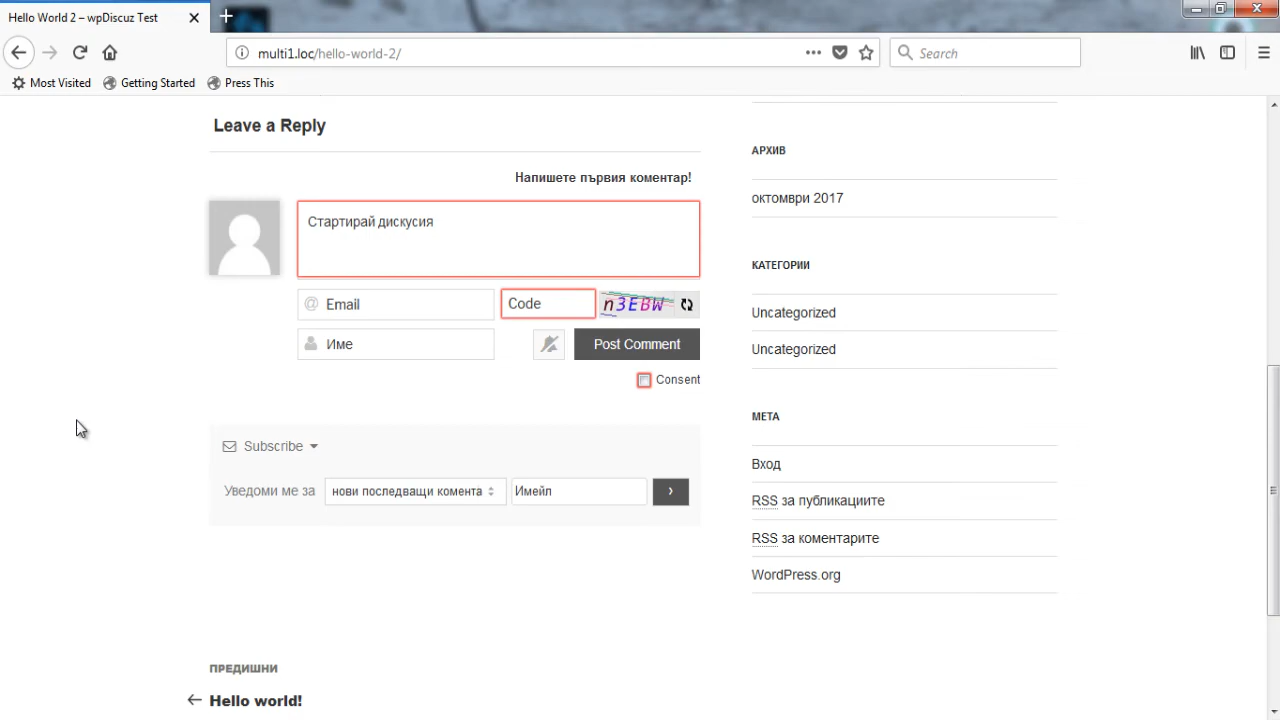 Hello World 2 – wpDiscuz Test
multi1.loc/hello-world-2/
Search
Most Visited
Getting Started
Press This
Leave a Reply
Напишете първия коментар!
Стартирай дискусия
@ Email
Code
n3EBW
Име
Post Comment
Consent
Subscribe
Уведоми ме за
нови последващи комента
Имейл
›
ПРЕДИШНИ
← Hello world!
АРХИВ
октомври 2017
КАТЕГОРИИ
Uncategorized
Uncategorized
МЕТА
Вход
RSS за публикациите
RSS за коментарите
WordPress.org